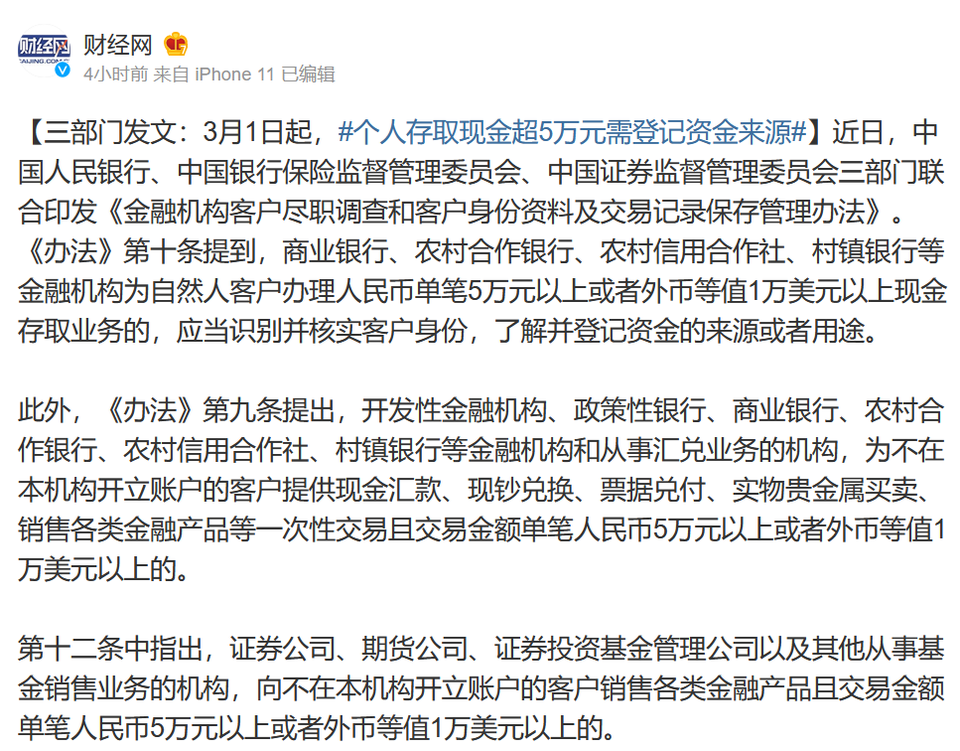 财经网
TAIJING.COM.C
财经网
4小时前 来自 iPhone 11 已编辑
【三部门发文：3月1日起，#个人存取现金超5万元需登记资金来源#】近日，中
国人民银行、中国银行保险监督管理委员会、中国证券监督管理委员会三部门联
合印发《金融机构客户尽职调查和客户身份资料及交易记录保存管理办法》。
《办法》第十条提到，商业银行、农村合作银行、农村信用合作社、村镇银行等
金融机构为自然人客户办理人民币单笔5万元以上或者外币等值1万美元以上现金
存取业务的，应当识别并核实客户身份，了解并登记资金的来源或者用途。
此外，《办法》第九条提出，开发性金融机构、政策性银行、商业银行、农村合
作银行、农村信用合作社、村镇银行等金融机构和从事汇兑业务的机构，为不在
本机构开立账户的客户提供现金汇款、现钞兑换、票据兑付、实物贵金属买卖、
销售各类金融产品等一次性交易且交易金额单笔人民币5万元以上或者外币等值1
万美元以上的。
第十二条中指出，证券公司、期货公司、证券投资基金管理公司以及其他从事基
金销售业务的机构，向不在本机构开立账户的客户销售各类金融产品且交易金额
单笔人民币5万元以上或者外币等值1万美元以上的。